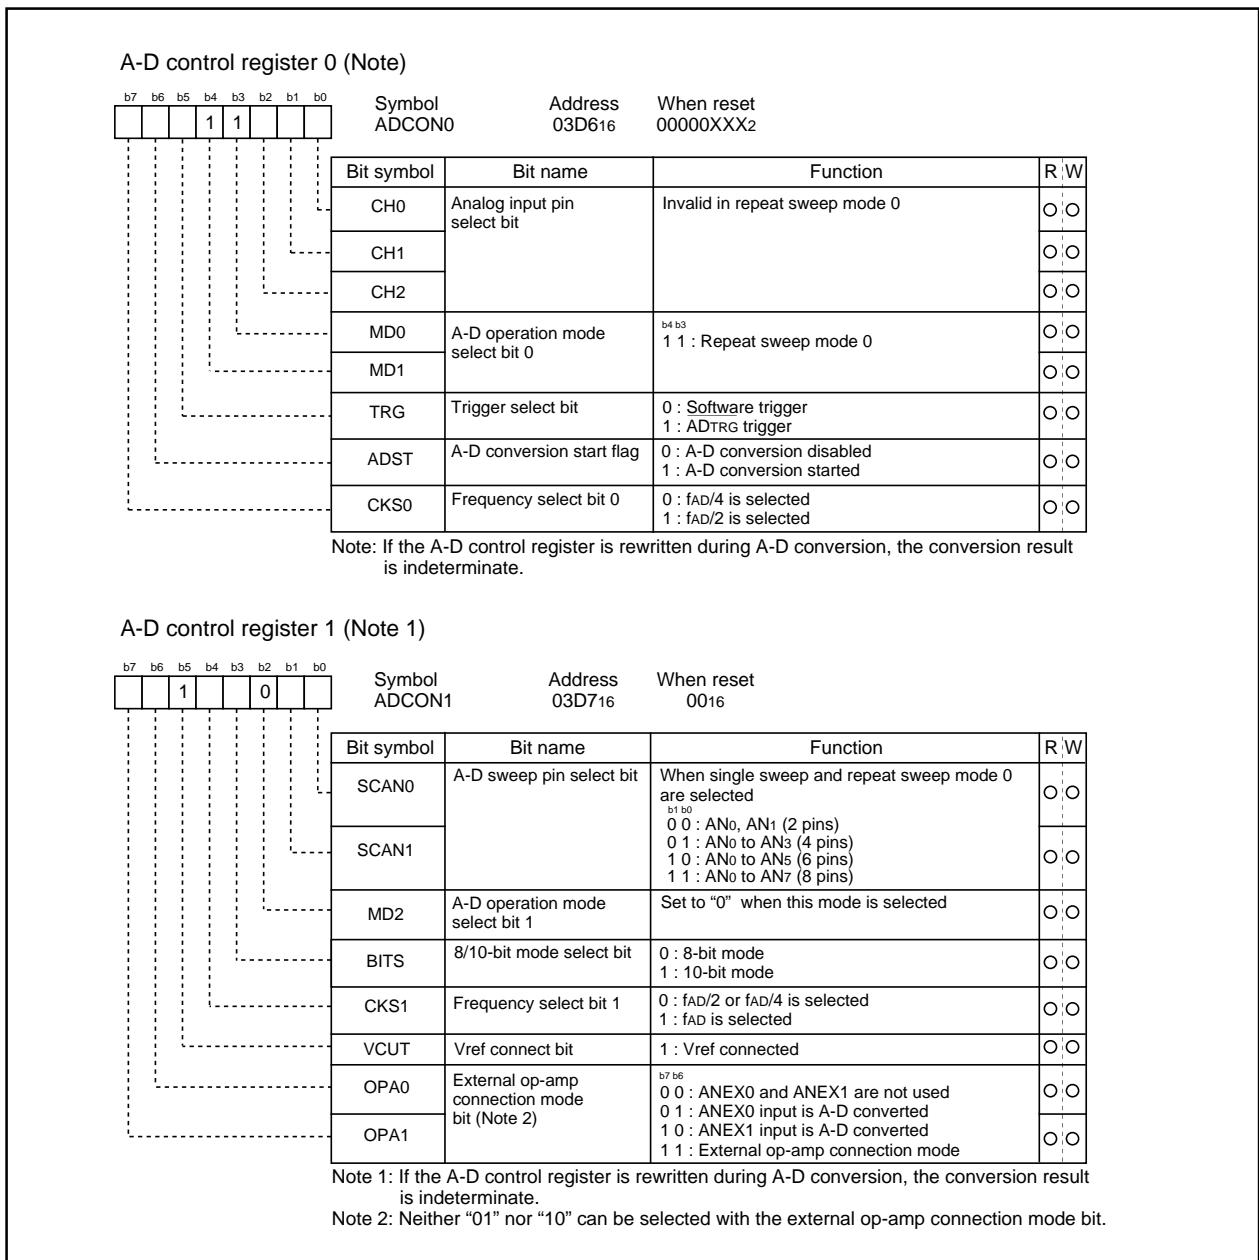 A-D control register 0 (Note)
b7 b6 b5 b4 b3 b2 b1 b0
1 1
Symbol Address When reset
ADCON0 03D616 00000XXX2
Bit symbol Bit name Function R W
CH0 Analog input pin select bit Invalid in repeat sweep mode 0
CH1
CH2
MD0 A-D operation mode select bit 0 b4 b3
1 1 : Repeat sweep mode 0
MD1
TRG Trigger select bit 0 : Software trigger
1 : ADTRG trigger
ADST A-D conversion start flag 0 : A-D conversion disabled
1 : A-D conversion started
CKS0 Frequency select bit 0 0 : fAD/4 is selected
1 : fAD/2 is selected
Note: If the A-D control register is rewritten during A-D conversion, the conversion result
is indeterminate.
A-D control register 1 (Note 1)
b7 b6 b5 b4 b3 b2 b1 b0
1 0
Symbol Address When reset
ADCON1 03D716 0016
Bit symbol Bit name Function R W
SCAN0 A-D sweep pin select bit When single sweep and repeat sweep mode 0
are selected
b1 b0
0 0 : AN0, AN1 (2 pins)
0 1 : AN0 to AN3 (4 pins)
1 0 : AN0 to AN5 (6 pins)
1 1 : AN0 to AN7 (8 pins)
SCAN1
MD2 A-D operation mode select bit 1 Set to “0” when this mode is selected
BITS 8/10-bit mode select bit 0 : 8-bit mode
1 : 10-bit mode
CKS1 Frequency select bit 1 0 : fAD/2 or fAD/4 is selected
1 : fAD is selected
VCUT Vref connect bit 1 : Vref connected
OPA0 External op-amp connection mode bit (Note 2) b7 b6
0 0 : ANEX0 and ANEX1 are not used
0 1 : ANEX0 input is A-D converted
1 0 : ANEX1 input is A-D converted
1 1 : External op-amp connection mode
OPA1
Note 1: If the A-D control register is rewritten during A-D conversion, the conversion result
is indeterminate.
Note 2: Neither “01” nor “10” can be selected with the external op-amp connection mode bit.